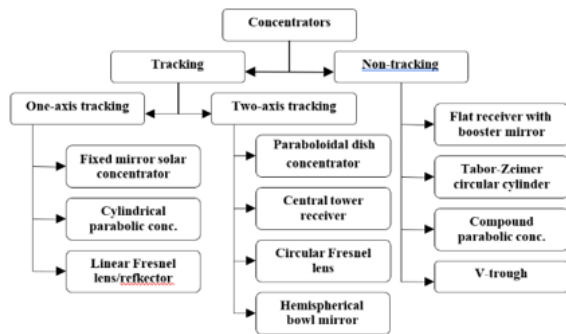 Concentrators
Tracking
Non-tracking
One-axis tracking
Two-axis tracking
Fixed mirror solar
concentrator
Cylindrical
parabolic conc.
Linear Fresnel
lens/refkector
Paraboloidal dish
concentrator
Central tower
receiver
Circular Fresnel
lens
Hemispherical
bowl mirror
Flat receiver with
booster mirror
Tabor-Zeimer
circular cylinder
Compound
parabolic conc.
V-trough